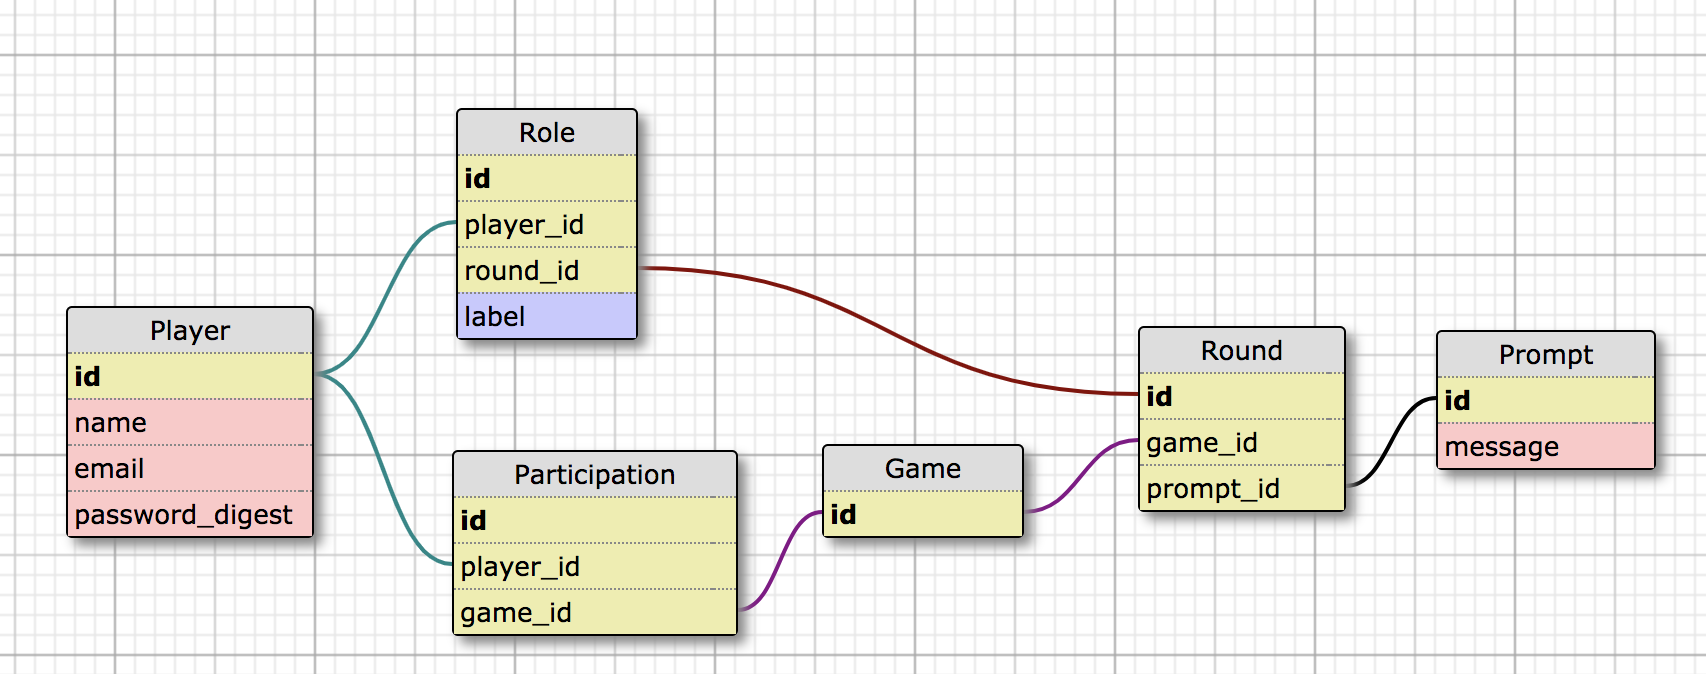 Role
id
player_id
round_id
label
Player
id
name
email
password_digest
Participation
id
player_id
game_id
Game
id
Round
id
game_id
prompt_id
Prompt
id
message